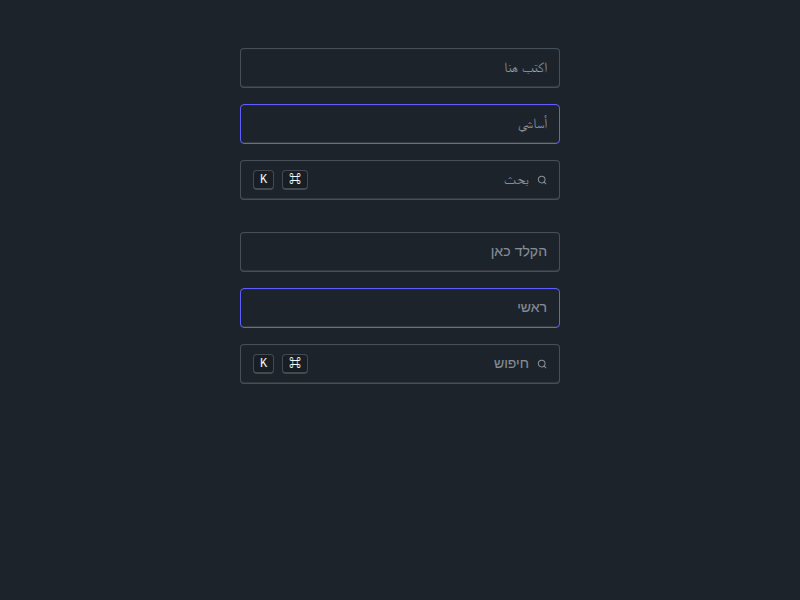 اكتب هنا
أساسي
بحث ⌘ K
הקלד כאן
ראשי
חיפוש ⌘ K